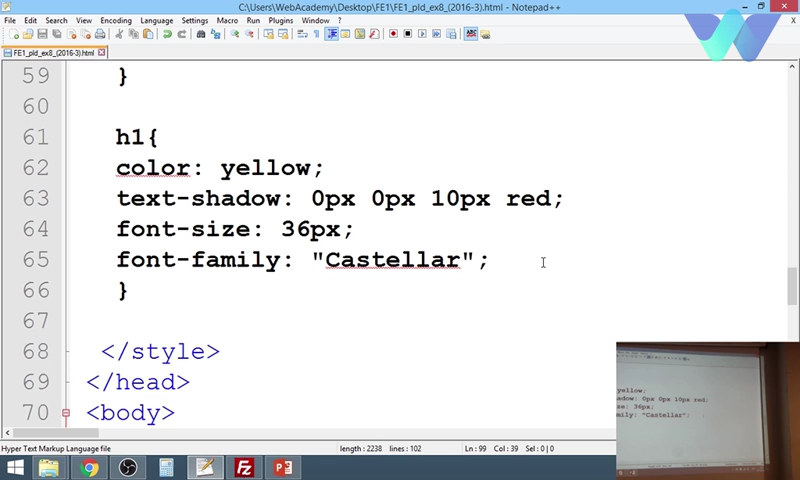 C:\Users\WebAcademy\Desktop\FE1\FE1_pld_ex8_(2016-3).html - Notepad++
File Edit Search View Encoding Language Settings Macro Run Plugins Window ? X
FE1_pld_ex8_(2016-3).html
59 }
60
61 h1{
62 color: yellow;
63 text-shadow: 0px 0px 10px red;
64 font-size: 36px;
65 font-family: "Castellar";
66 }
67
68 </style>
69 </head>
70 <body>
yellow;
adow: 0px 0px 10px red;
ze: 36px;
amily: "Castellar";
Hyper Text Markup Language file length : 2238 lines : 102 Ln : 99 Col : 39 Sel : 0 | 0